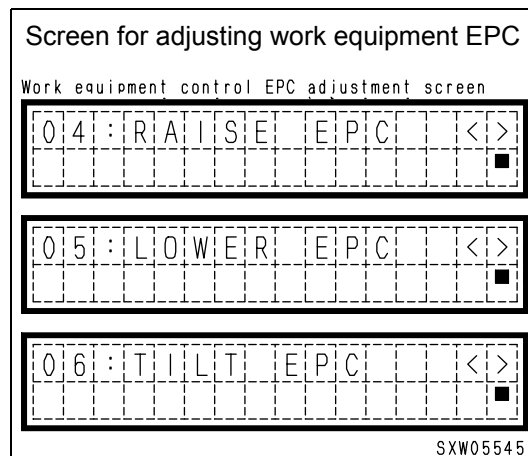 Screen for adjusting work equipment EPC
Work equipment control EPC adjustment screen
04:RAISE EPC <>
■
05:LOWER EPC <>
■
06:TILT EPC <>
■
SXW05545